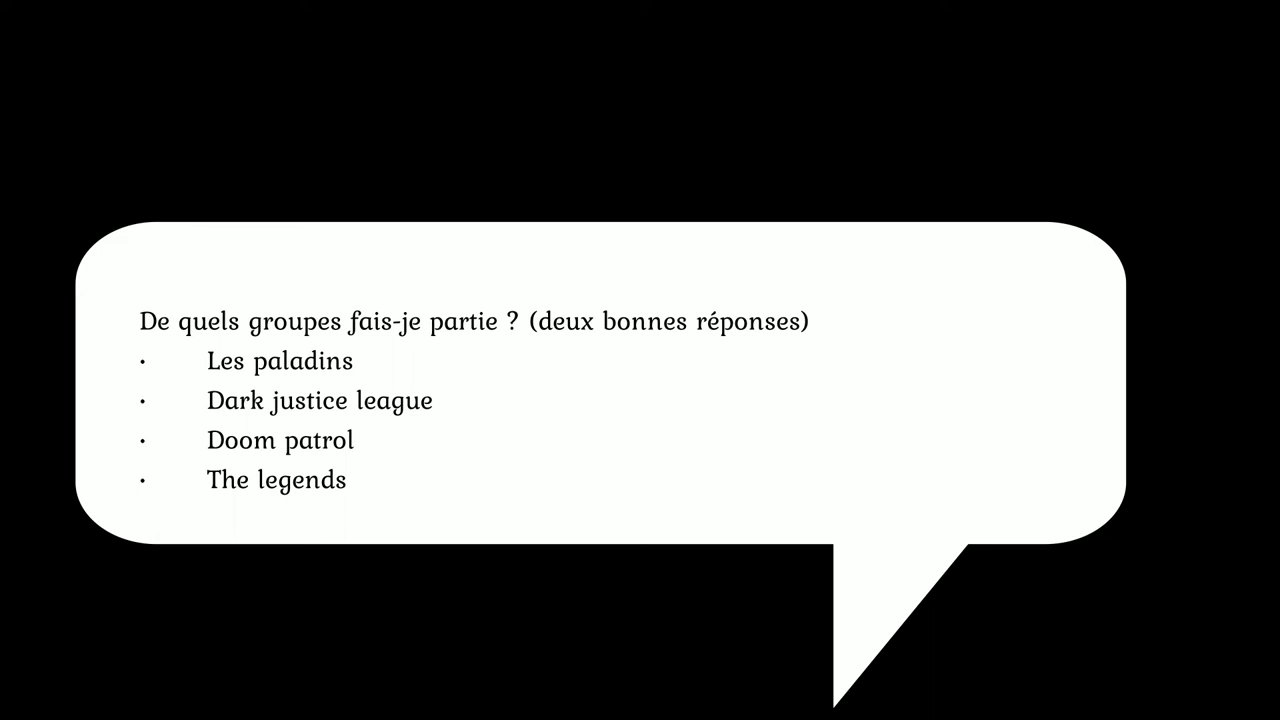 De quels groupes fais-je partie ? (deux bonnes réponses)
· Les paladins
· Dark justice league
· Doom patrol
· The legends